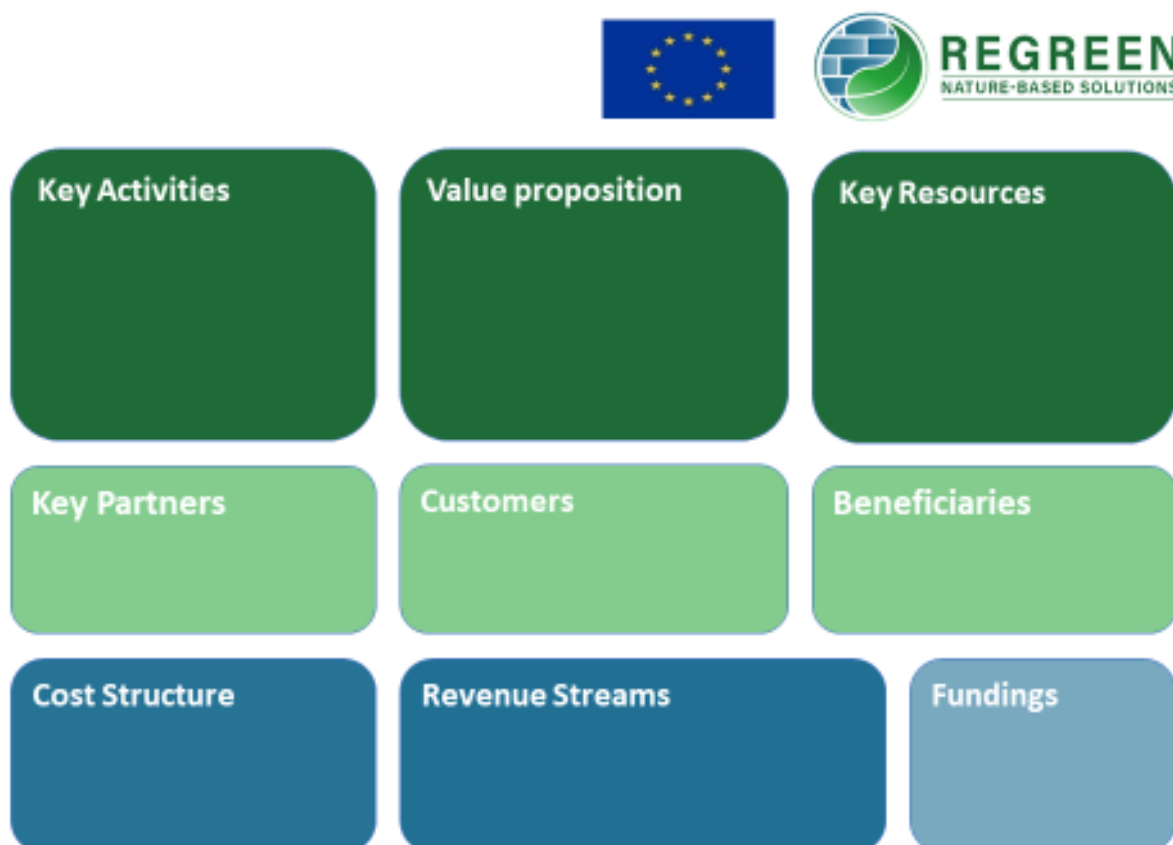 REGREEN
NATURE-BASED SOLUTIONS
Key Activities
Value proposition
Key Resources
Key Partners
Customers
Beneficiaries
Cost Structure
Revenue Streams
Fundings